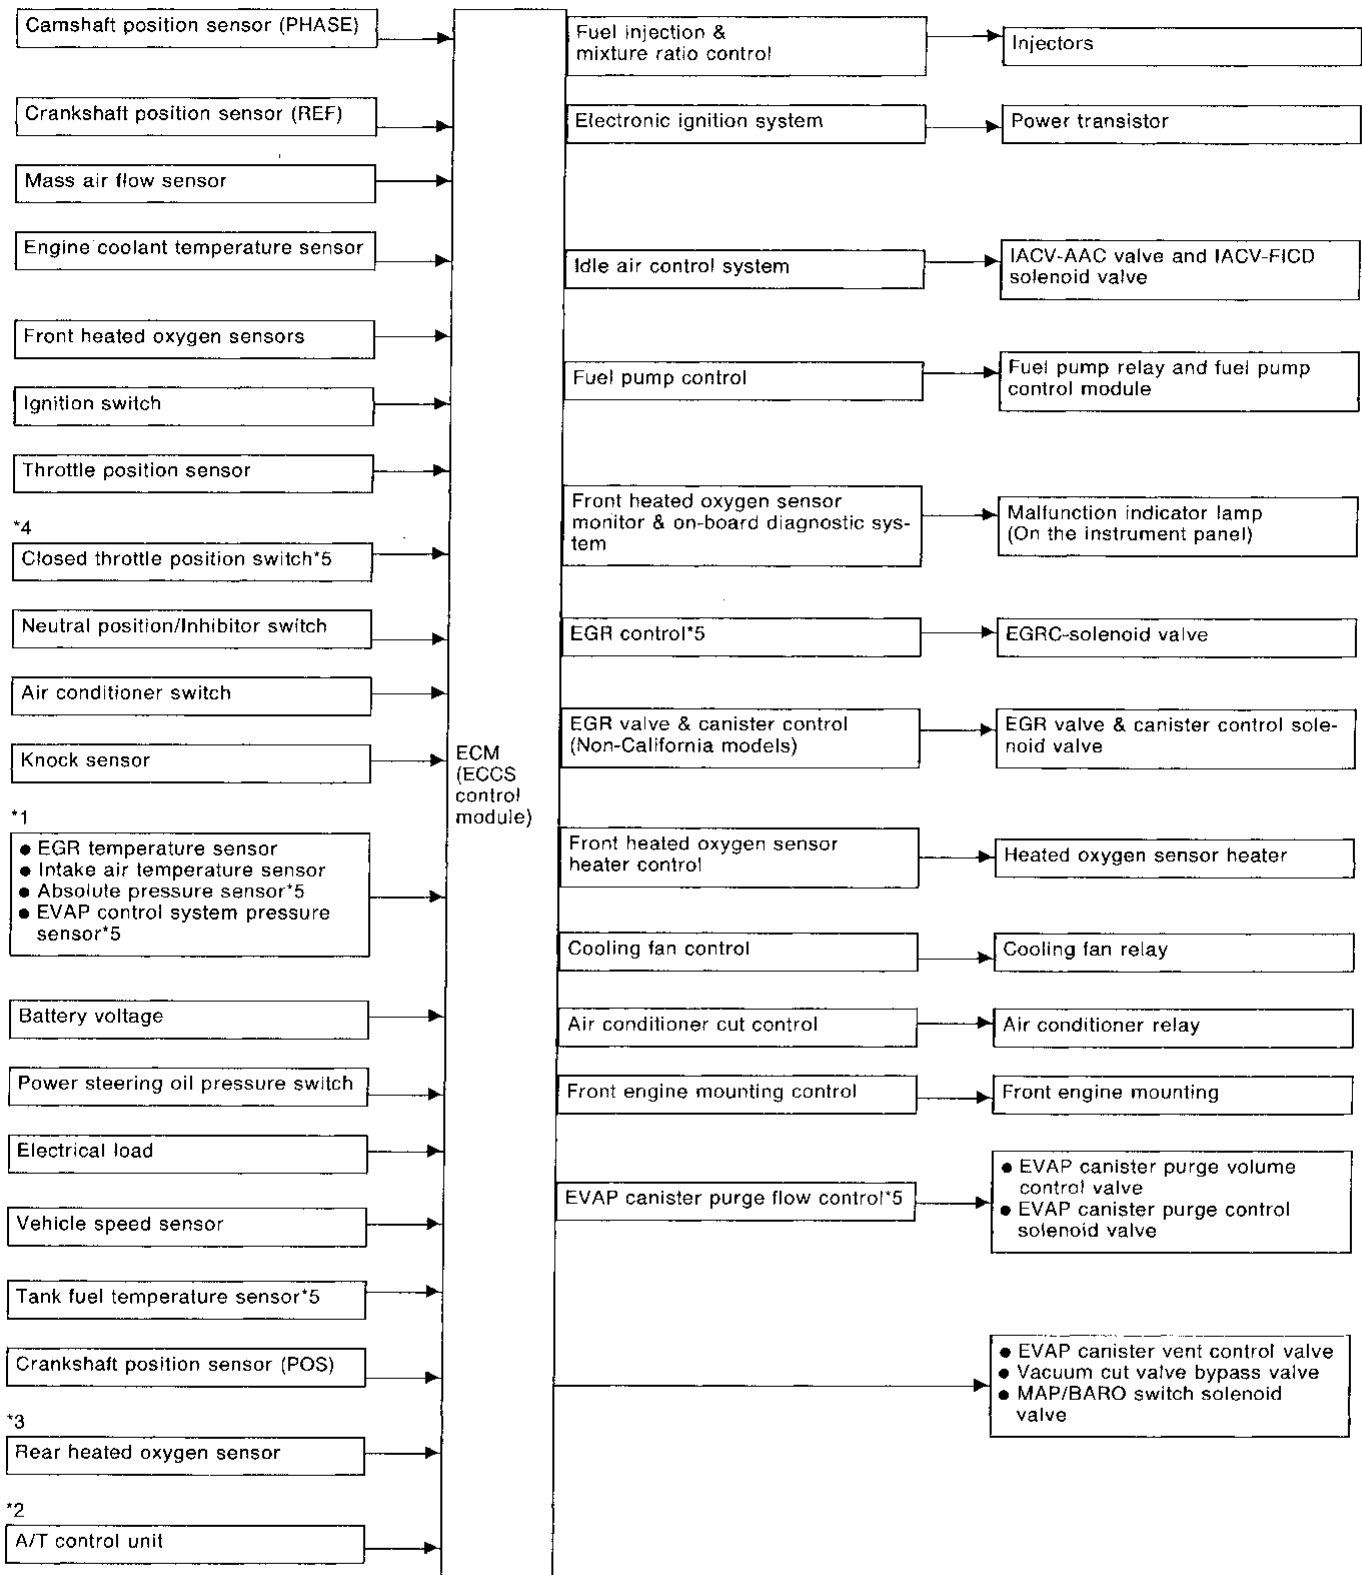 Camshaft position sensor (PHASE)
Crankshaft position sensor (REF)
Mass air flow sensor
Engine coolant temperature sensor
Front heated oxygen sensors
Ignition switch
Throttle position sensor
*4
Closed throttle position switch*5
Neutral position/Inhibitor switch
Air conditioner switch
Knock sensor
*1
● EGR temperature sensor
● Intake air temperature sensor
● Absolute pressure sensor*5
● EVAP control system pressure
sensor*5
Battery voltage
Power steering oil pressure switch
Electrical load
Vehicle speed sensor
Tank fuel temperature sensor*5
Crankshaft position sensor (POS)
*3
Rear heated oxygen sensor
*2
A/T control unit
ECM
(ECCS
control
module)
Fuel injection &
mixture ratio control
Electronic ignition system
Idle air control system
Fuel pump control
Front heated oxygen sensor
monitor & on-board diagnostic sys-
tem
EGR control*5
EGR valve & canister control
(Non-California models)
Front heated oxygen sensor
heater control
Cooling fan control
Air conditioner cut control
Front engine mounting control
EVAP canister purge flow control*5
Injectors
Power transistor
IACV-AAC valve and IACV-FICD
solenoid valve
Fuel pump relay and fuel pump
control module
Malfunction indicator lamp
(On the instrument panel)
EGRC-solenoid valve
EGR valve & canister control sole-
noid valve
Heated oxygen sensor heater
Cooling fan relay
Air conditioner relay
Front engine mounting
● EVAP canister purge volume
control valve
● EVAP canister purge control
solenoid valve
● EVAP canister vent control valve
● Vacuum cut valve bypass valve
● MAP/BARO switch solenoid
valve